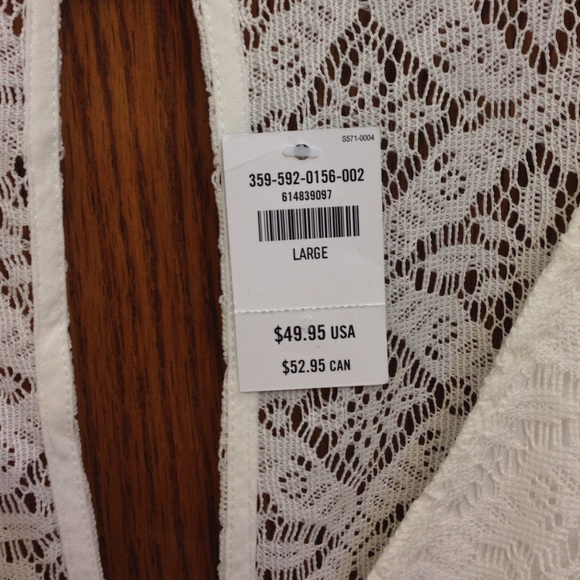 S571-0004
359-592-0156-002
614839097
LARGE
$49.95 USA
$52.95 CAN